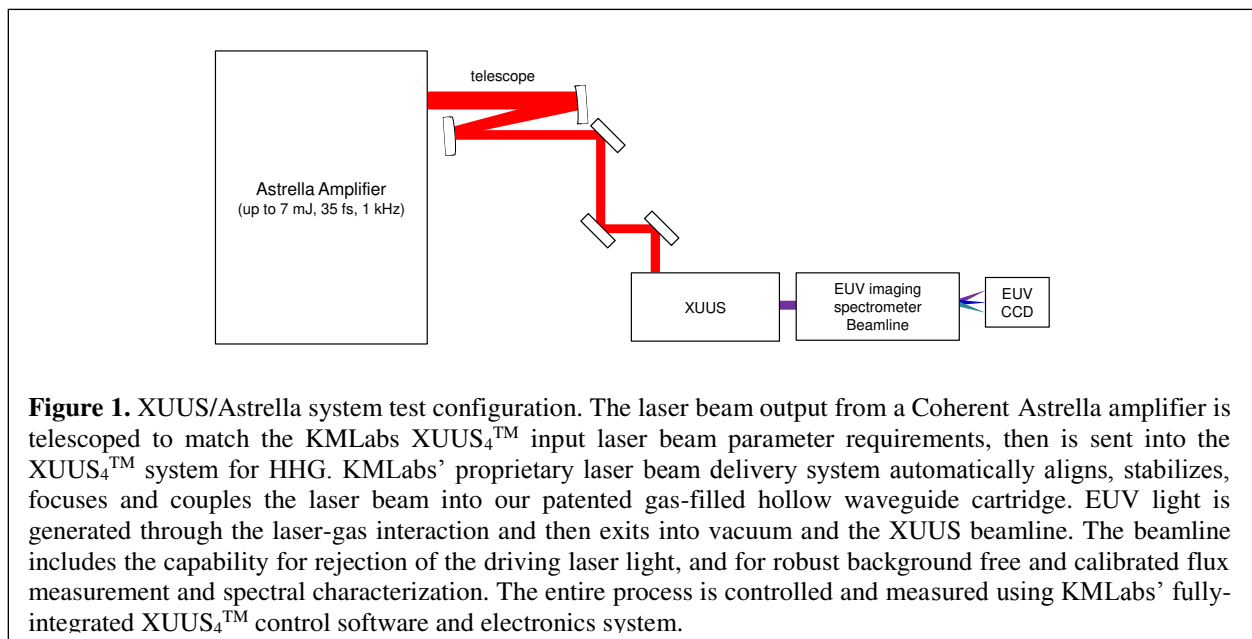 telescope
Astrella Amplifier
(up to 7 mJ, 35 fs, 1 kHz)
XUUS
EUV imaging
spectrometer
Beamline
EUV
CCD
Figure 1. XUUS/Astrella system test configuration. The laser beam output from a Coherent Astrella amplifier is
telescoped to match the KMLabs XUUS₄™ input laser beam parameter requirements, then is sent into the
XUUS₄™ system for HHG. KMLabs’ proprietary laser beam delivery system automatically aligns, stabilizes,
focuses and couples the laser beam into our patented gas-filled hollow waveguide cartridge. EUV light is
generated through the laser-gas interaction and then exits into vacuum and the XUUS beamline. The beamline
includes the capability for rejection of the driving laser light, and for robust background free and calibrated flux
measurement and spectral characterization. The entire process is controlled and measured using KMLabs’ fully-
integrated XUUS₄™ control software and electronics system.